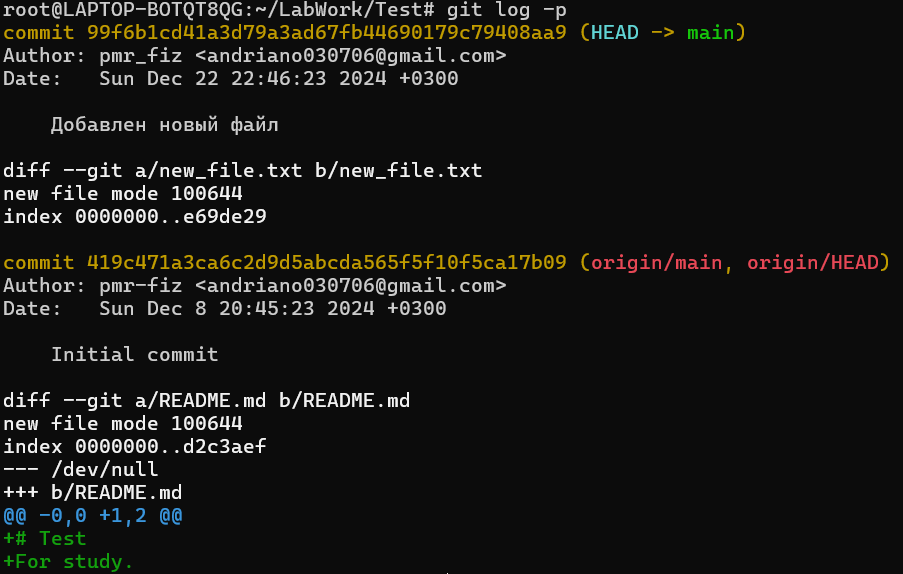 root@LAPTOP-BOTQT8QG:~/LabWork/Test# git log -p
commit 99f6b1cd41a3d79a3ad67fb44690179c79408aa9 (HEAD -> main)
Author: pmr_fiz <andriano030706@gmail.com>
Date:   Sun Dec 22 22:46:23 2024 +0300

    Добавлен новый файл

diff --git a/new_file.txt b/new_file.txt
new file mode 100644
index 0000000..e69de29

commit 419c471a3ca6c2d9d5abcda565f5f10f5ca17b09 (origin/main, origin/HEAD)
Author: pmr-fiz <andriano030706@gmail.com>
Date:   Sun Dec 8 20:45:23 2024 +0300

    Initial commit

diff --git a/README.md b/README.md
new file mode 100644
index 0000000..d2c3aef
--- /dev/null
+++ b/README.md
@@ -0,0 +1,2 @@
+# Test
+For study.